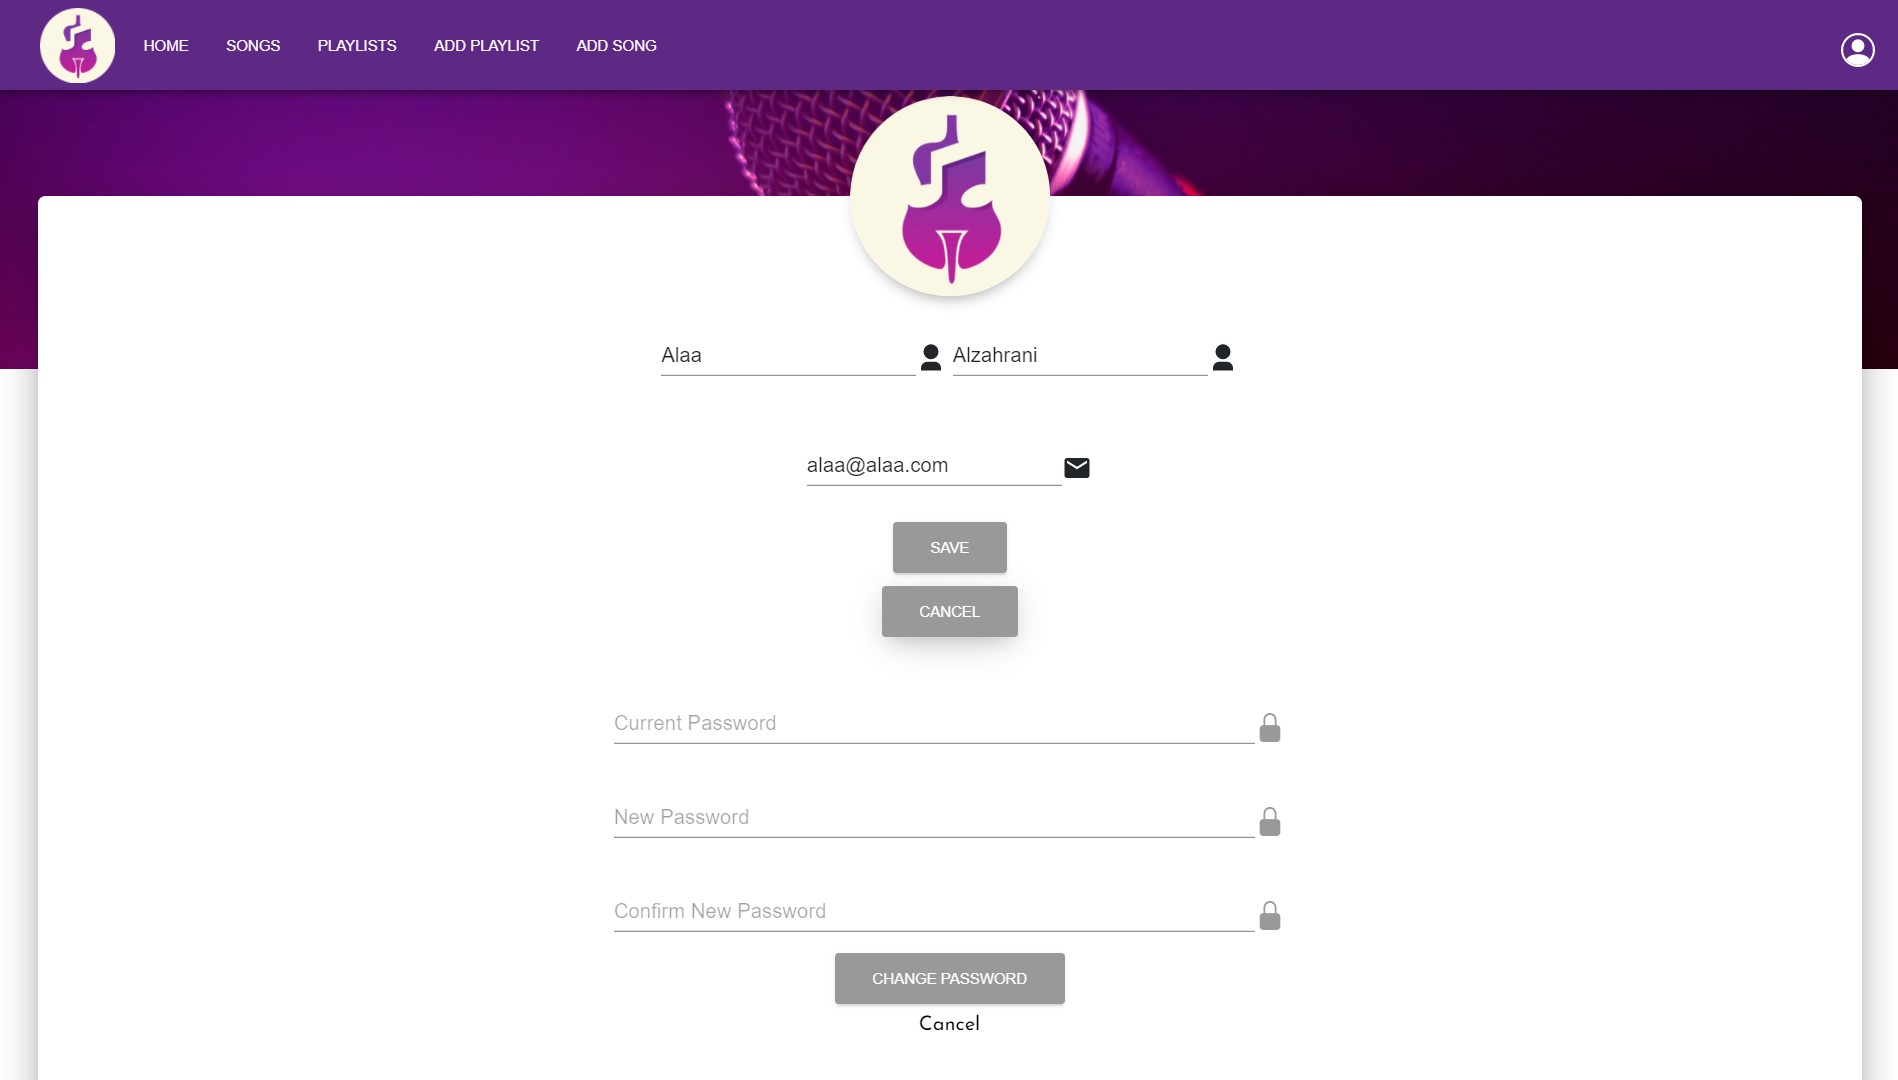 HOME SONGS PLAYLISTS ADD PLAYLIST ADD SONG
Alaa Alzahrani
alaa@alaa.com
SAVE
CANCEL
Current Password
New Password
Confirm New Password
CHANGE PASSWORD
Cancel